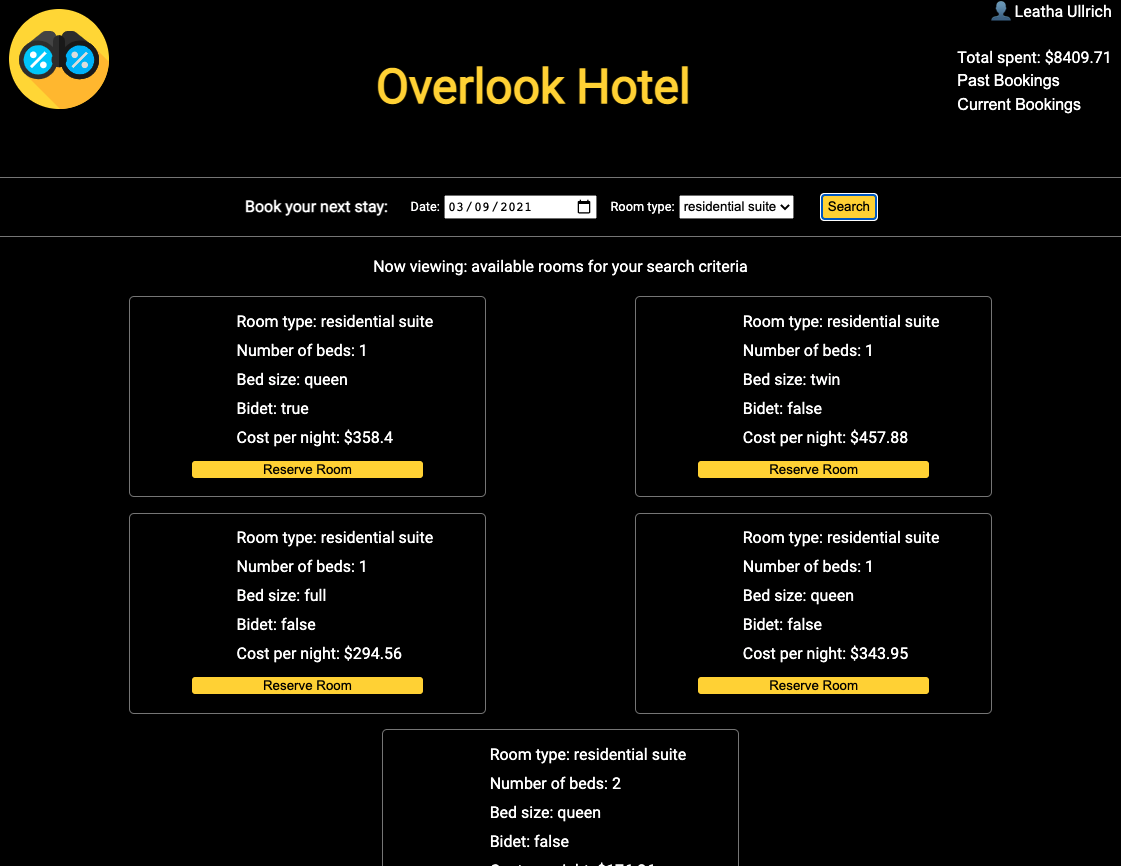 % %
Leatha Ullrich
Overlook Hotel
Total spent: $8409.71
Past Bookings
Current Bookings
Book your next stay: Date: 03/09/2021 Room type: residential suite Search
Now viewing: available rooms for your search criteria
Room type: residential suite
Number of beds: 1
Bed size: queen
Bidet: true
Cost per night: $358.4
Reserve Room
Room type: residential suite
Number of beds: 1
Bed size: twin
Bidet: false
Cost per night: $457.88
Reserve Room
Room type: residential suite
Number of beds: 1
Bed size: full
Bidet: false
Cost per night: $294.56
Reserve Room
Room type: residential suite
Number of beds: 1
Bed size: queen
Bidet: false
Cost per night: $343.95
Reserve Room
Room type: residential suite
Number of beds: 2
Bed size: queen
Bidet: false